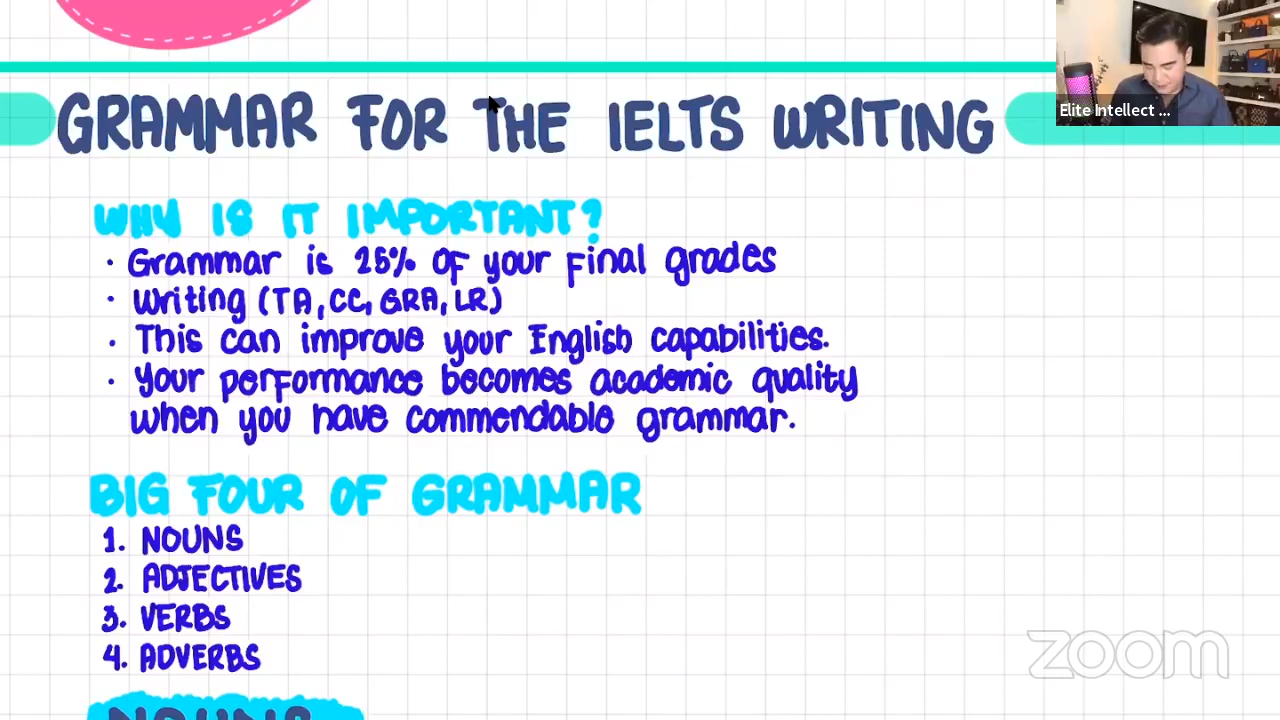 GRAMMAR FOR THE IELTS WRITING
Elite Intellect ...
WHY IS IT IMPORTANT?
· Grammar is 25% of your final grades
· Writing (TA, CC, GRA, LR)
· This can improve your English capabilities.
· Your performance becomes academic quality
when you have commendable grammar.
BIG FOUR OF GRAMMAR
1. NOUNS
2. ADJECTIVES
3. VERBS
4. ADVERBS
zoom
NOUNS